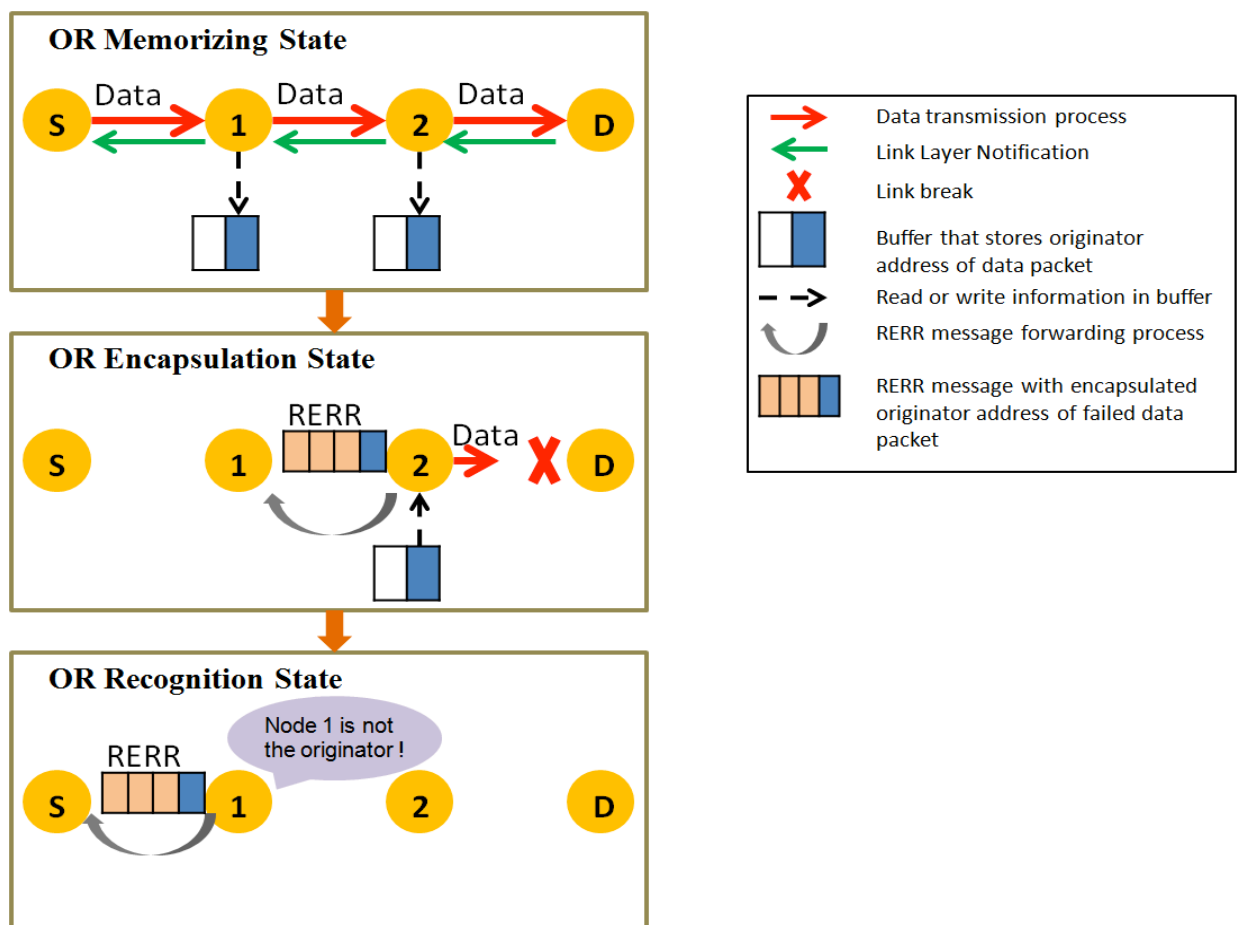 OR Memorizing State
Data
Data
Data
S
1
2
D
OR Encapsulation State
RERR
Data
S
1
2
D
OR Recognition State
Node 1 is not
the originator !
RERR
S
1
2
D
Data transmission process
Link Layer Notification
Link break
Buffer that stores originator
address of data packet
Read or write information in buffer
RERR message forwarding process
RERR message with encapsulated
originator address of failed data
packet